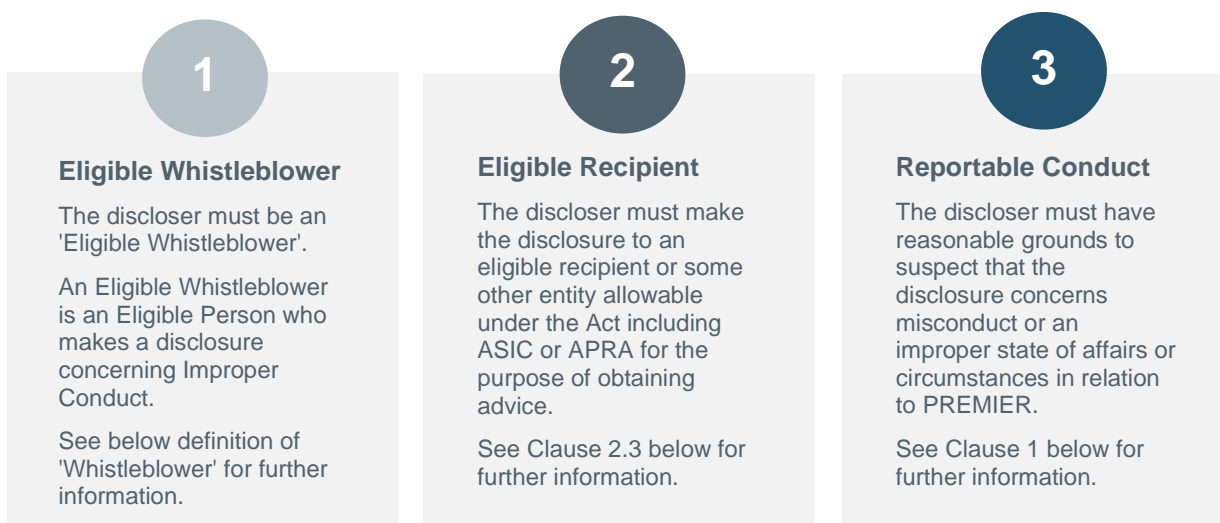 1
Eligible Whistleblower
The discloser must be an
'Eligible Whistleblower'.
An Eligible Whistleblower
is an Eligible Person who
makes a disclosure
concerning Improper
Conduct.
See below definition of
'Whistleblower' for further
information.
2
Eligible Recipient
The discloser must make
the disclosure to an
eligible recipient or some
other entity allowable
under the Act including
ASIC or APRA for the
purpose of obtaining
advice.
See Clause 2.3 below for
further information.
3
Reportable Conduct
The discloser must have
reasonable grounds to
suspect that the
disclosure concerns
misconduct or an
improper state of affairs or
circumstances in relation
to PREMIER.
See Clause 1 below for
further information.